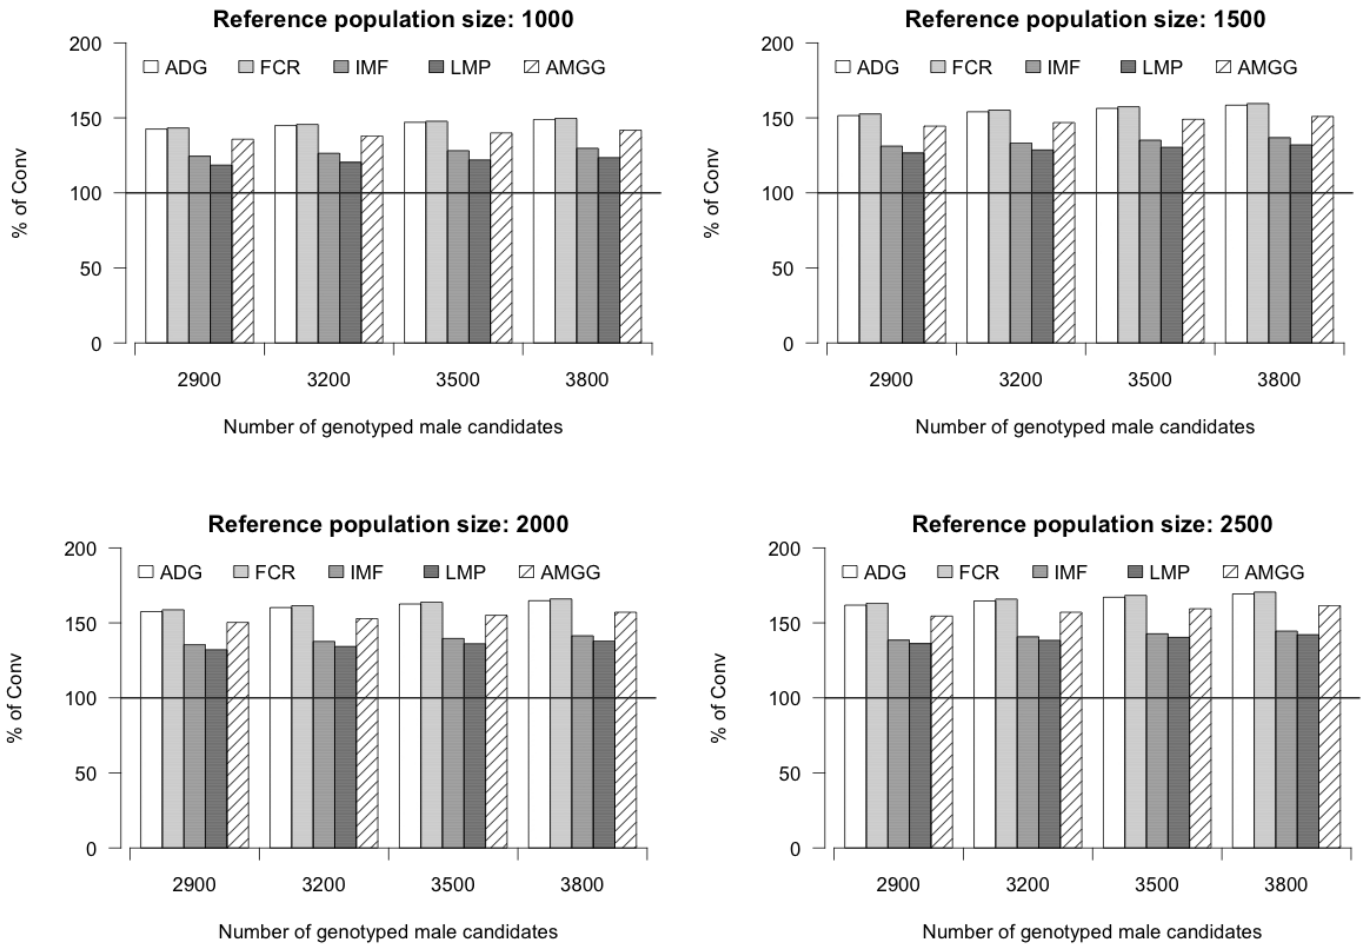 Reference population size: 1000
200
ADG FCR IMF LMP AMGG
150
100
50
0
% of Conv
2900 3200 3500 3800
Number of genotyped male candidates
Reference population size: 1500
200
ADG FCR IMF LMP AMGG
150
100
50
0
% of Conv
2900 3200 3500 3800
Number of genotyped male candidates
Reference population size: 2000
200
ADG FCR IMF LMP AMGG
150
100
50
0
% of Conv
2900 3200 3500 3800
Number of genotyped male candidates
Reference population size: 2500
200
ADG FCR IMF LMP AMGG
150
100
50
0
% of Conv
2900 3200 3500 3800
Number of genotyped male candidates